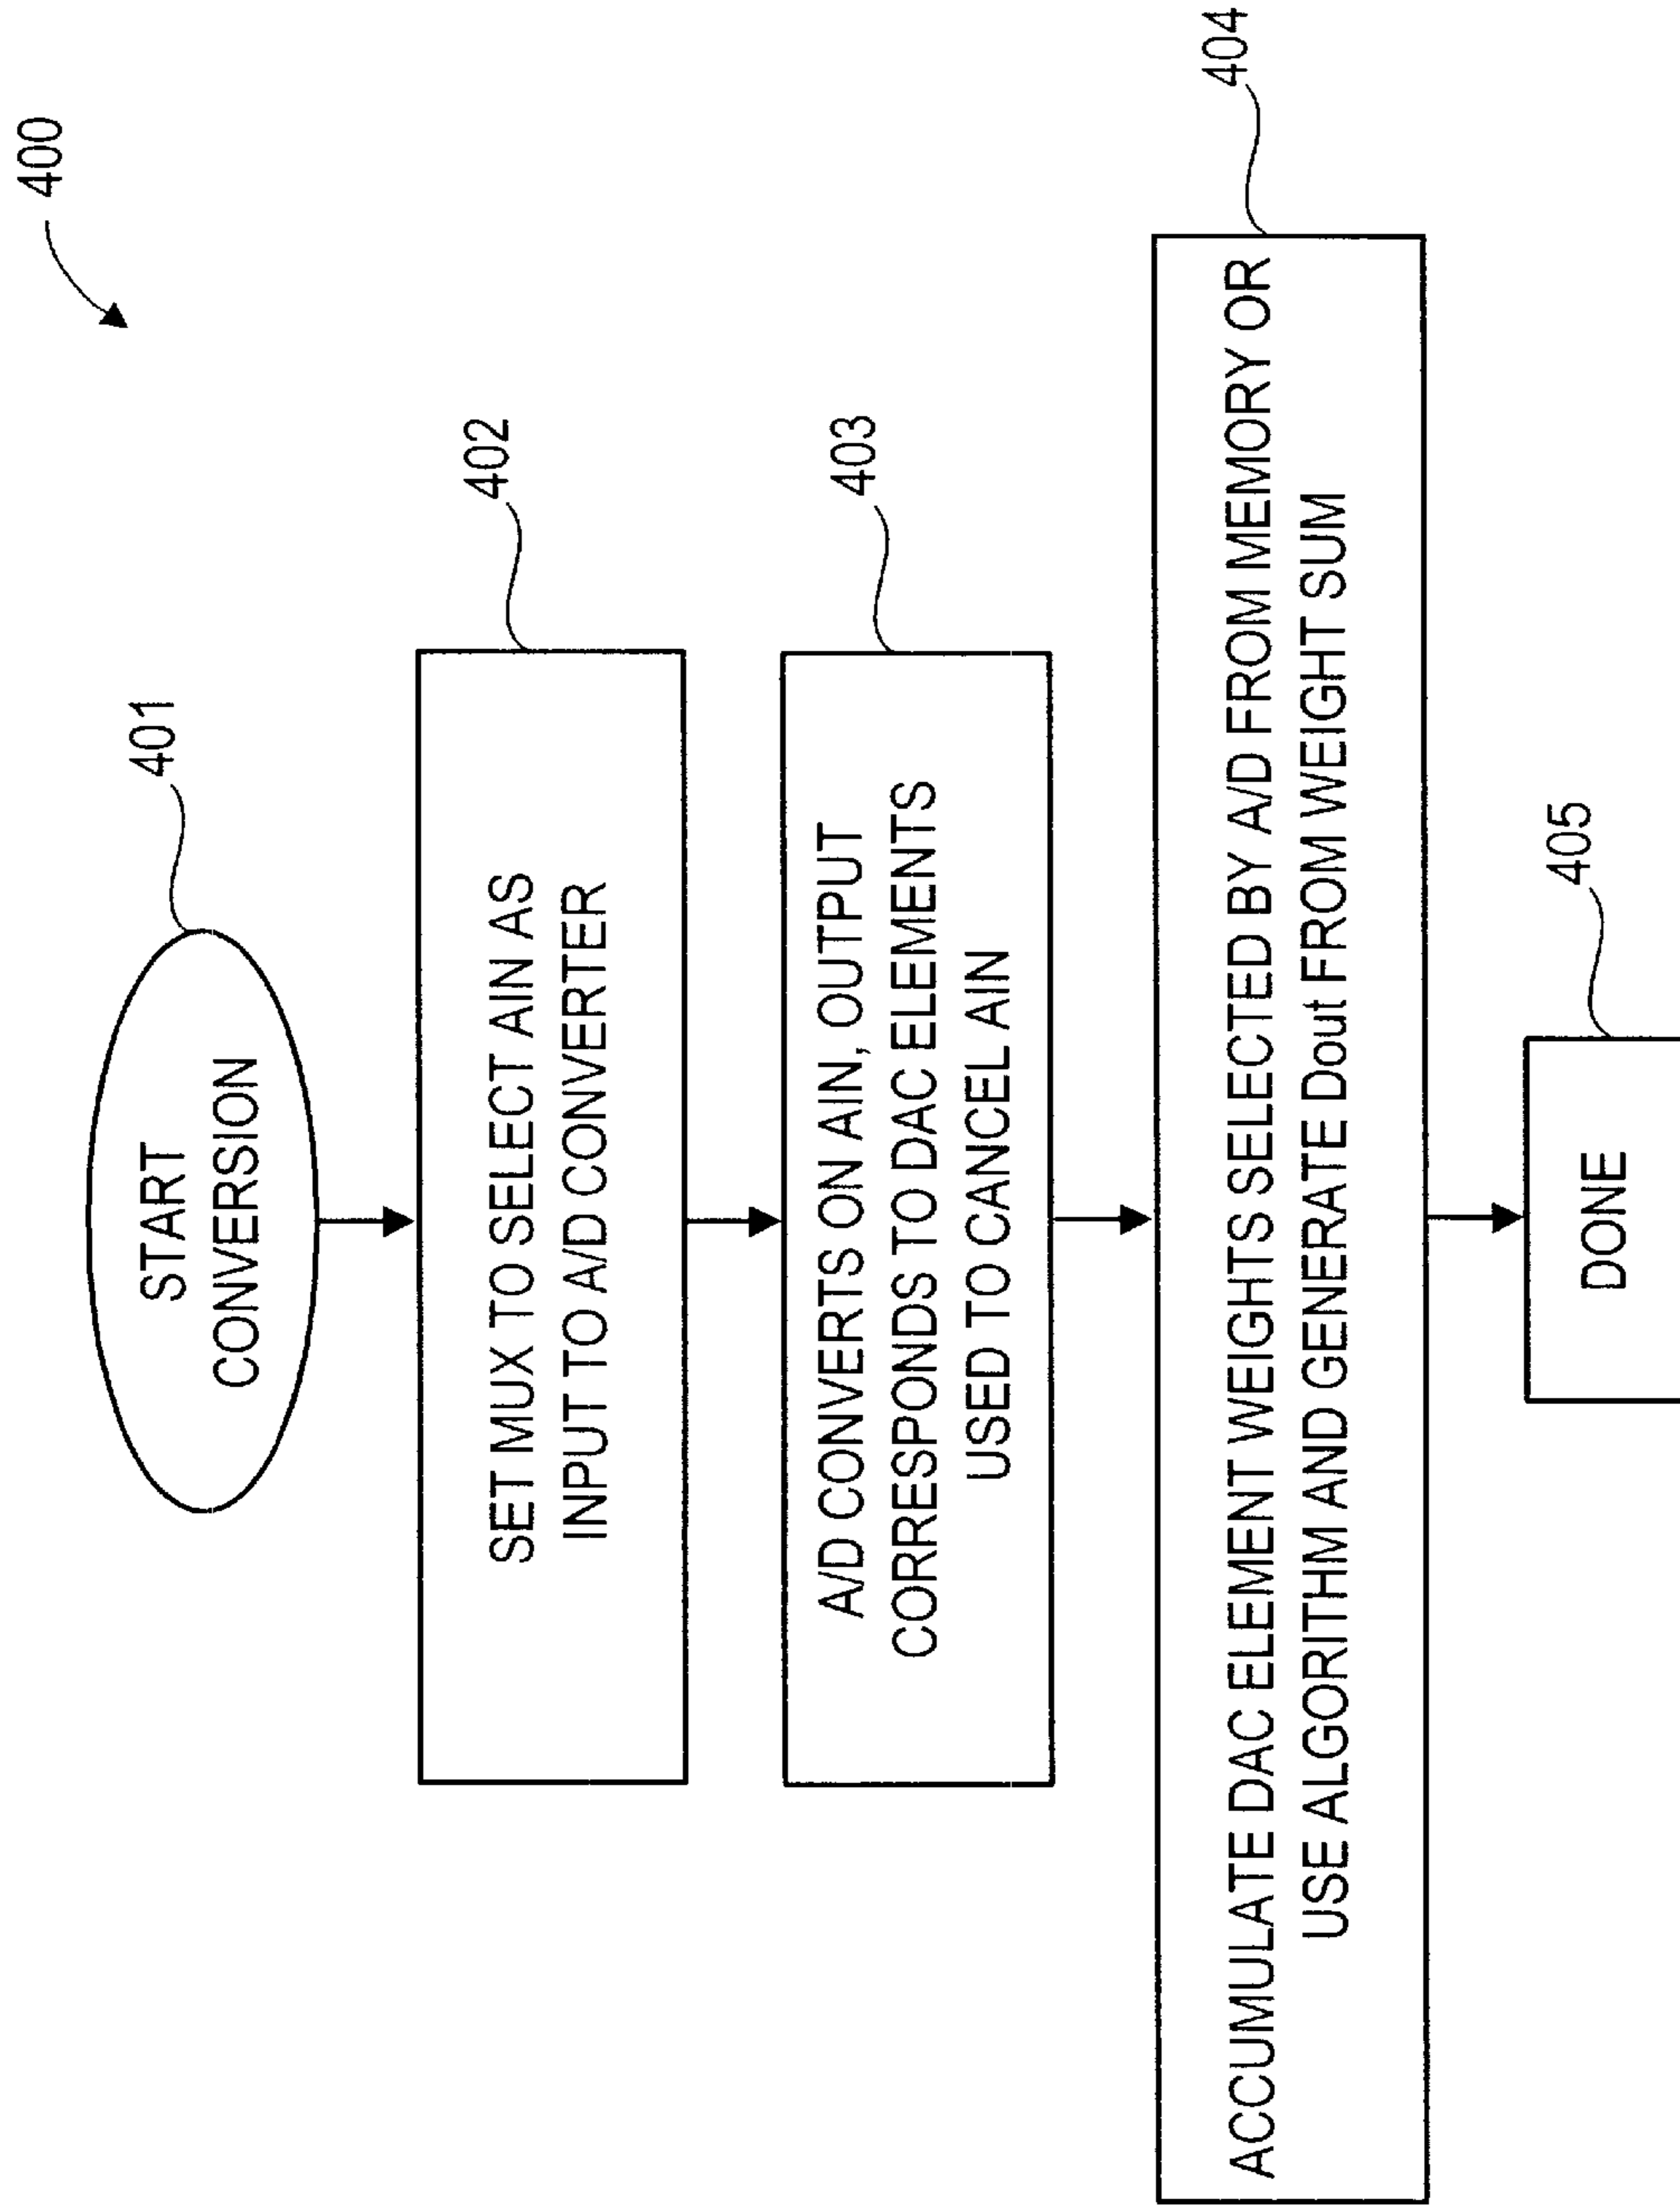 400
401
START
CONVERSION
402
SET MUX TO SELECT AIN AS
INPUT TO A/D CONVERTER
403
A/D CONVERTS ON AIN, OUTPUT
CORRESPONDS TO DAC ELEMENTS
USED TO CANCEL AIN
404
ACCUMULATE DAC ELEMENT WEIGHTS SELECTED BY A/D FROM MEMORY OR
USE ALGORITHM AND GENERATE Dout FROM WEIGHT SUM
405
DONE